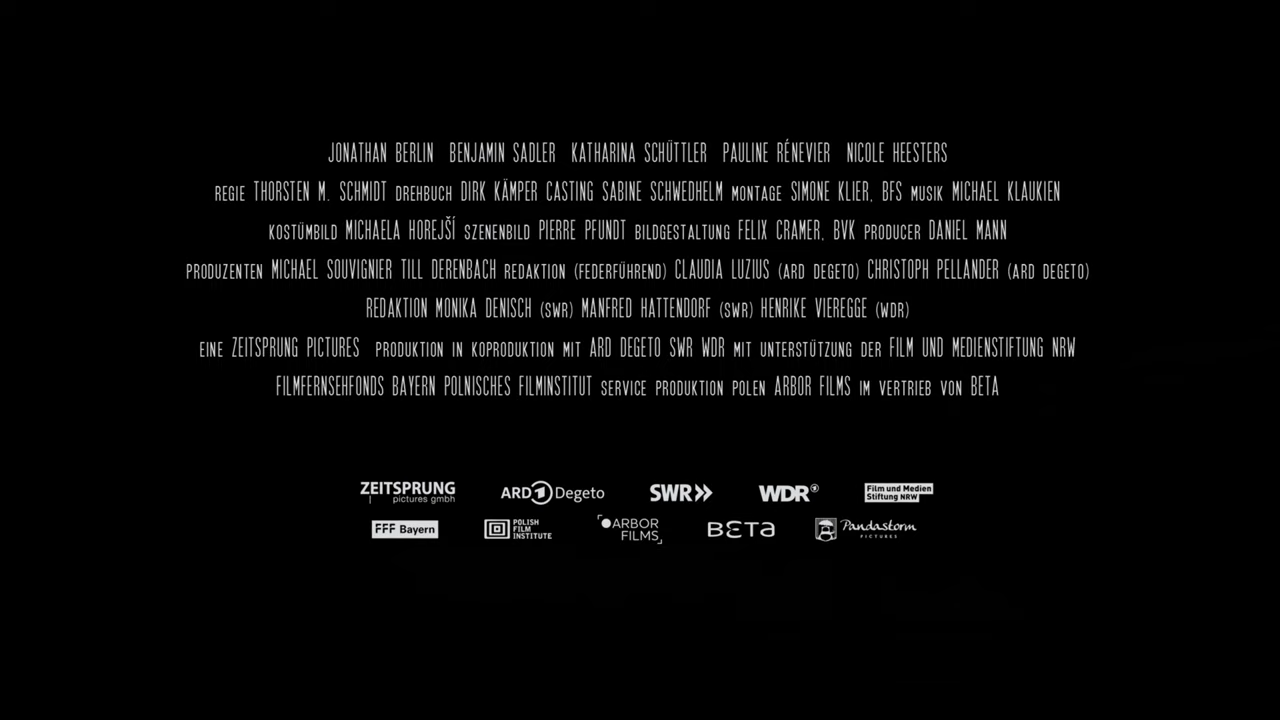 JONATHAN BERLIN BENJAMIN SADLER KATHARINA SCHÜTTLER PAULINE RÉNEVIER NICOLE HEESTERS
REGIE THORSTEN M. SCHMIDT DREHBUCH DIRK KÄMPER CASTING SABINE SCHWEDHELM MONTAGE SIMONE KLIER, BFS MUSIK MICHAEL KLAUKIEN
KOSTÜMBILD MICHAELA HOREJŠÍ SZENENBILD PIERRE PFUNDT BILDGESTALTUNG FELIX CRAMER, BVK PRODUCER DANIEL MANN
PRODUZENTEN MICHAEL SOUVIGNIER TILL DERENBACH REDAKTION (FEDERFÜHREND) CLAUDIA LUZIUS (ARD DEGETO) CHRISTOPH PELLANDER (ARD DEGETO)
REDAKTION MONIKA DENISCH (SWR) MANFRED HATTENDORF (SWR) HENRIKE VIEREGGE (WDR)
EINE ZEITSPRUNG PICTURES PRODUKTION IN KOPRODUKTION MIT ARD DEGETO SWR WDR MIT UNTERSTÜTZUNG DER FILM UND MEDIENSTIFTUNG NRW
FILMFERNSEHFONDS BAYERN POLNISCHES FILMINSTITUT SERVICE PRODUKTION POLEN ARBOR FILMS IM VERTRIEB VON BETA
ZEITSPRUNG
pictures gmbh
ARD 1 Degeto
SWR
WDR
Film und Medien
Stiftung NRW
FFF Bayern
POLISH
FILM
INSTITUTE
ARBOR
FILMS
BETA
Pandastorm
PICTURES